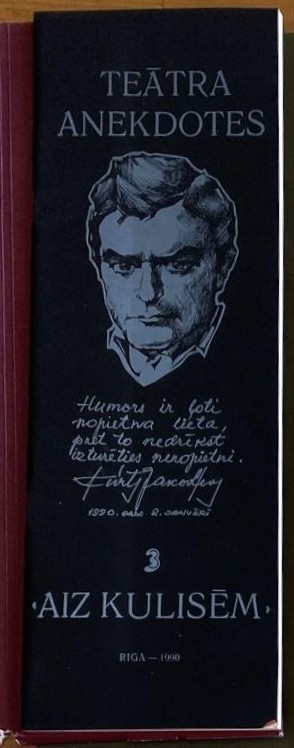 TEĀTRA
ANEKDOTES
Humors ir ļoti
nopietna lieta,
pret to nedrīkst
izturēties nenopietni.
1990. gada 2. janvārī
3
‹AIZ KULISĒM›
RĪGA — 1990